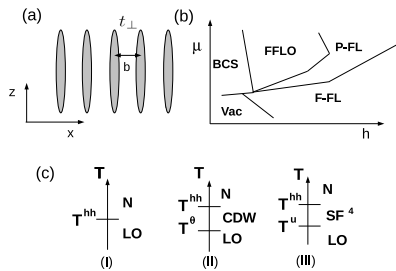 (a)
t⊥
b
z
x
(b)
μ
BCS
FFLO
P-FL
F-FL
Vac
h
(c)
T
N
T^hh
LO
(I)
T
N
T^hh
CDW
T^θ
LO
(II)
T
N
T^hh
SF^4
T^u
LO
(III)